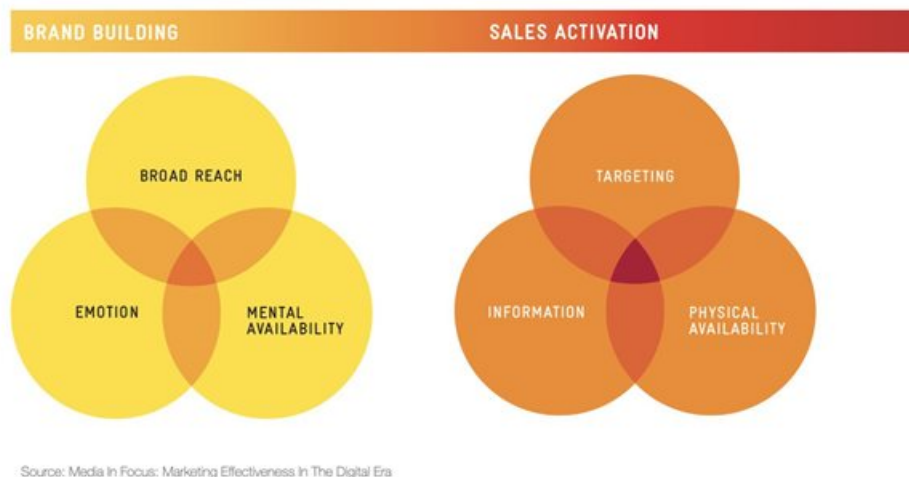 BRAND BUILDING
SALES ACTIVATION
BROAD REACH
EMOTION
MENTAL
AVAILABILITY
TARGETING
INFORMATION
PHYSICAL
AVAILABILITY
Source: Media In Focus: Marketing Effectiveness In The Digital Era